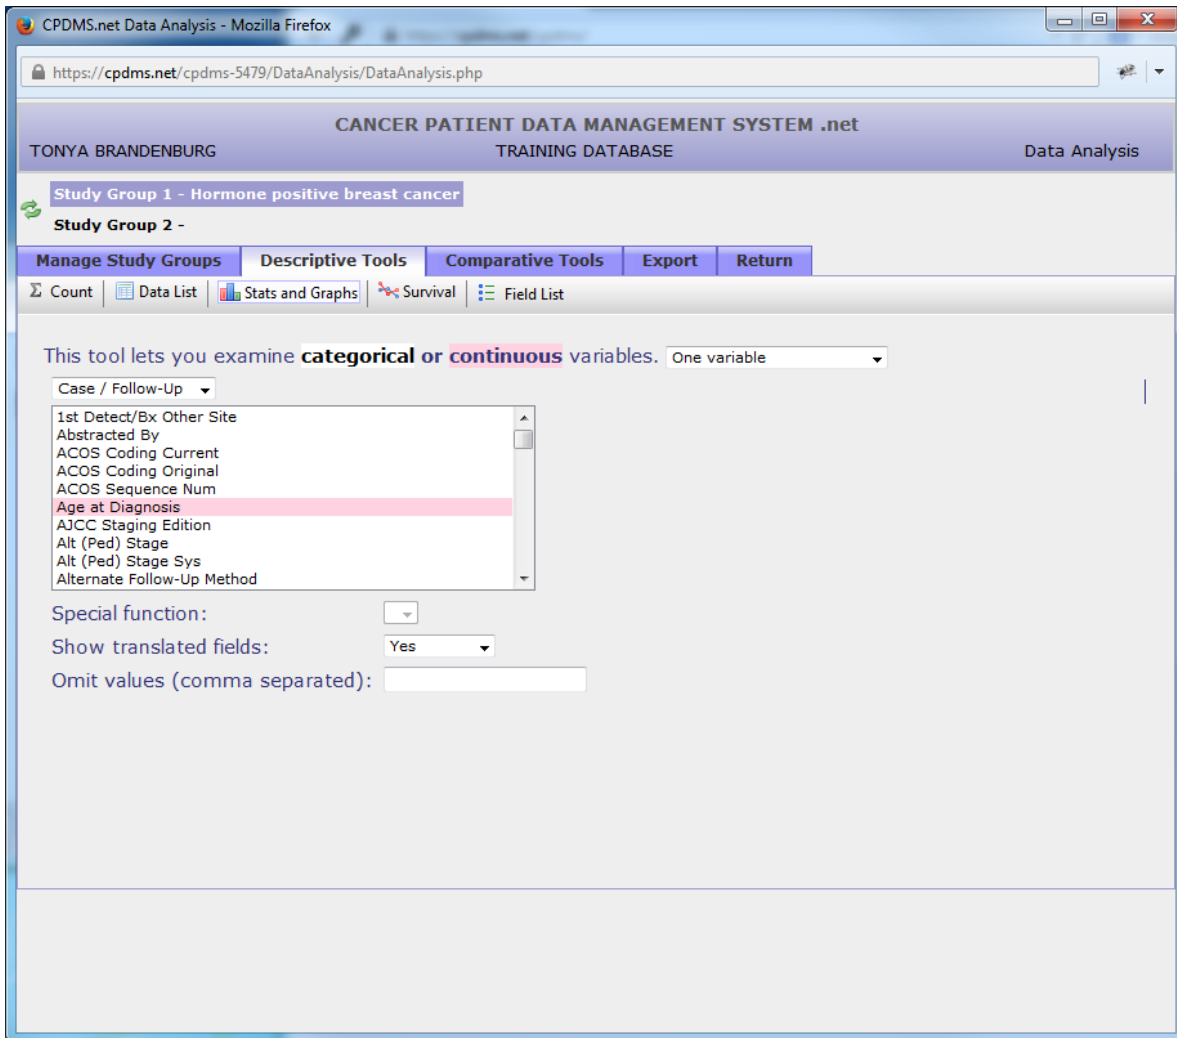 CPDMS.net Data Analysis - Mozilla Firefox
https://cpdms.net/cpdms-5479/DataAnalysis/DataAnalysis.php
CANCER PATIENT DATA MANAGEMENT SYSTEM .net
TONYA BRANDENBURG TRAINING DATABASE Data Analysis
Study Group 1 - Hormone positive breast cancer
Study Group 2 -
Manage Study Groups Descriptive Tools Comparative Tools Export Return
Σ Count Data List Stats and Graphs Survival Field List
This tool lets you examine categorical or continuous variables. One variable
Case / Follow-Up
1st Detect/Bx Other Site
Abstracted By
ACOS Coding Current
ACOS Coding Original
ACOS Sequence Num
Age at Diagnosis
AJCC Staging Edition
Alt (Ped) Stage
Alt (Ped) Stage Sys
Alternate Follow-Up Method
Special function:
Show translated fields: Yes
Omit values (comma separated):